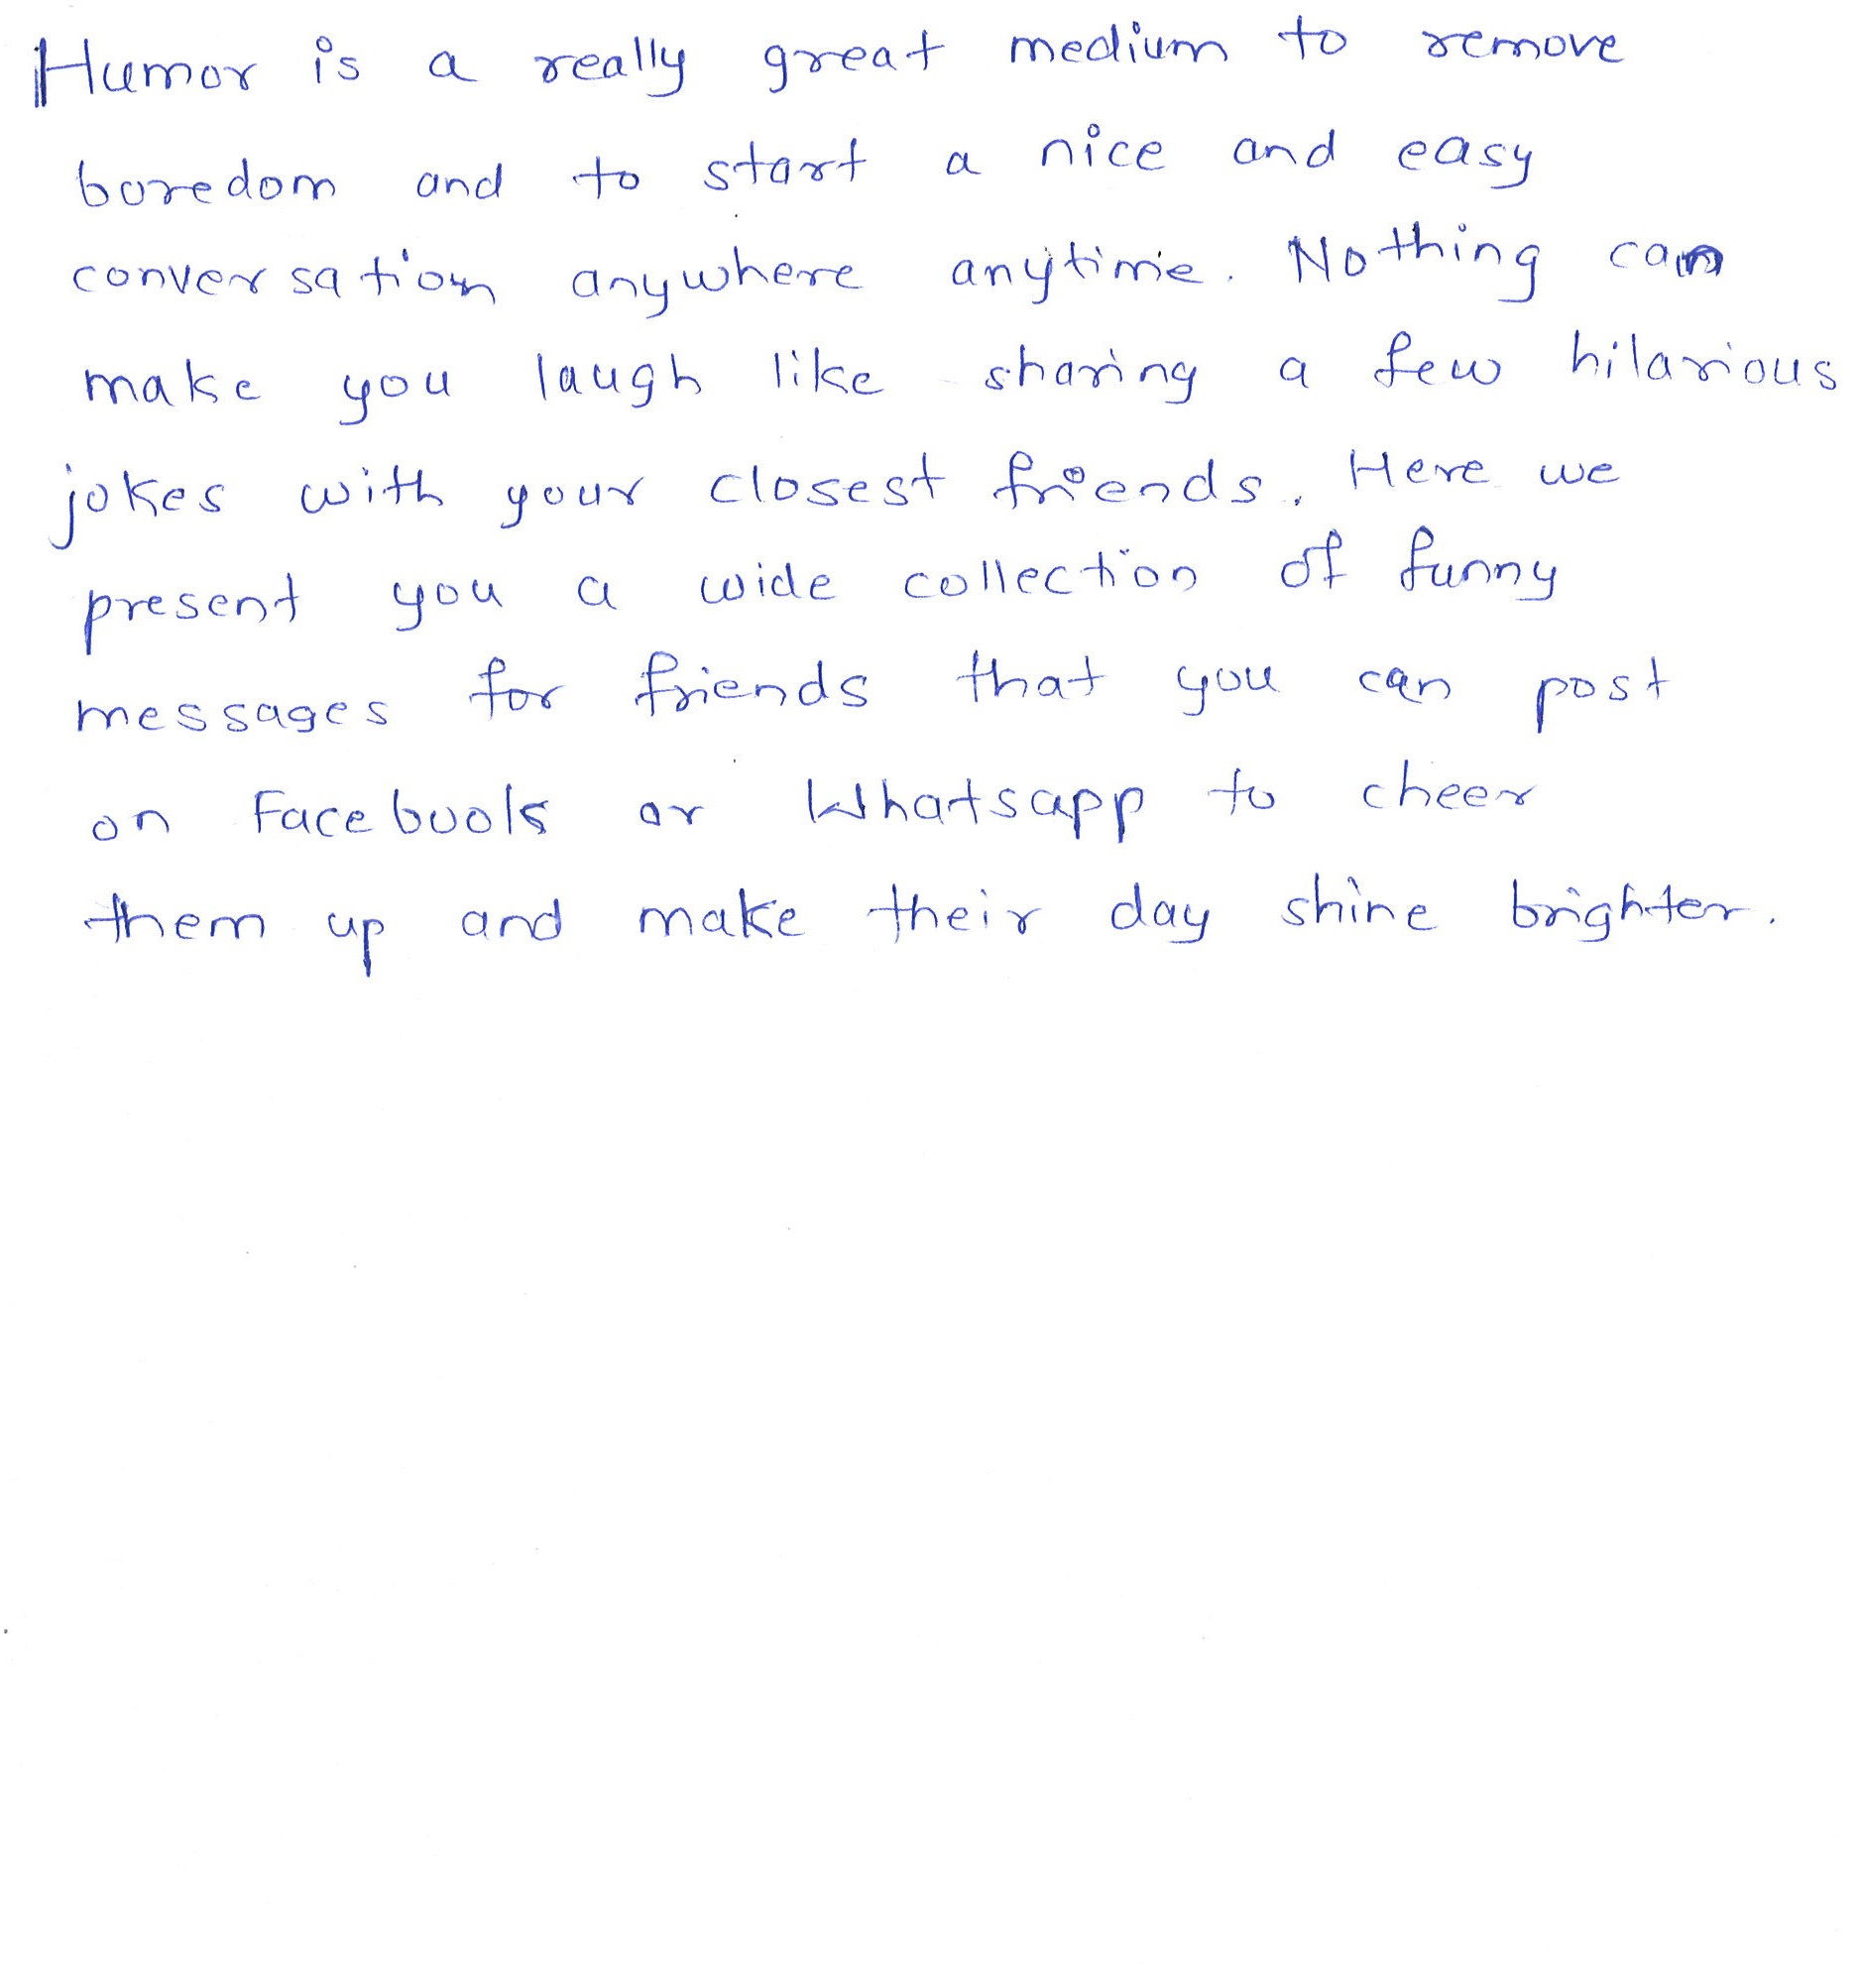 Humor is a really great medium to remove
boredom and to start a nice and easy
conversation anywhere anytime. Nothing can
make you laugh like sharing a few hilarious
jokes with your closest friends. Here we
present you a wide collection of funny
messages for friends that you can post
on Facebook or Whatsapp to cheer
them up and make their day shine brighter.